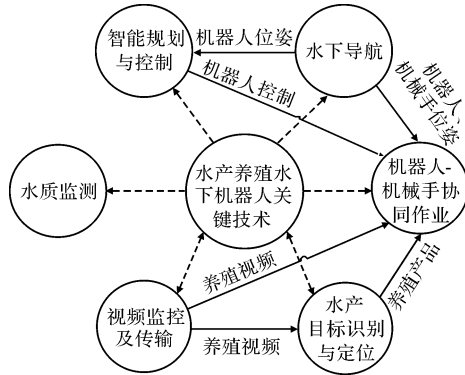 智能规划
与控制
机器人位姿
水下导航
机器人控制
机器人、
机械手位姿
水质监测
水产养殖水
下机器人关
键技术
机器人-
机械手协
同作业
养殖视频
养殖产品
视频监控
及传输
养殖视频
水产
目标识别
与定位